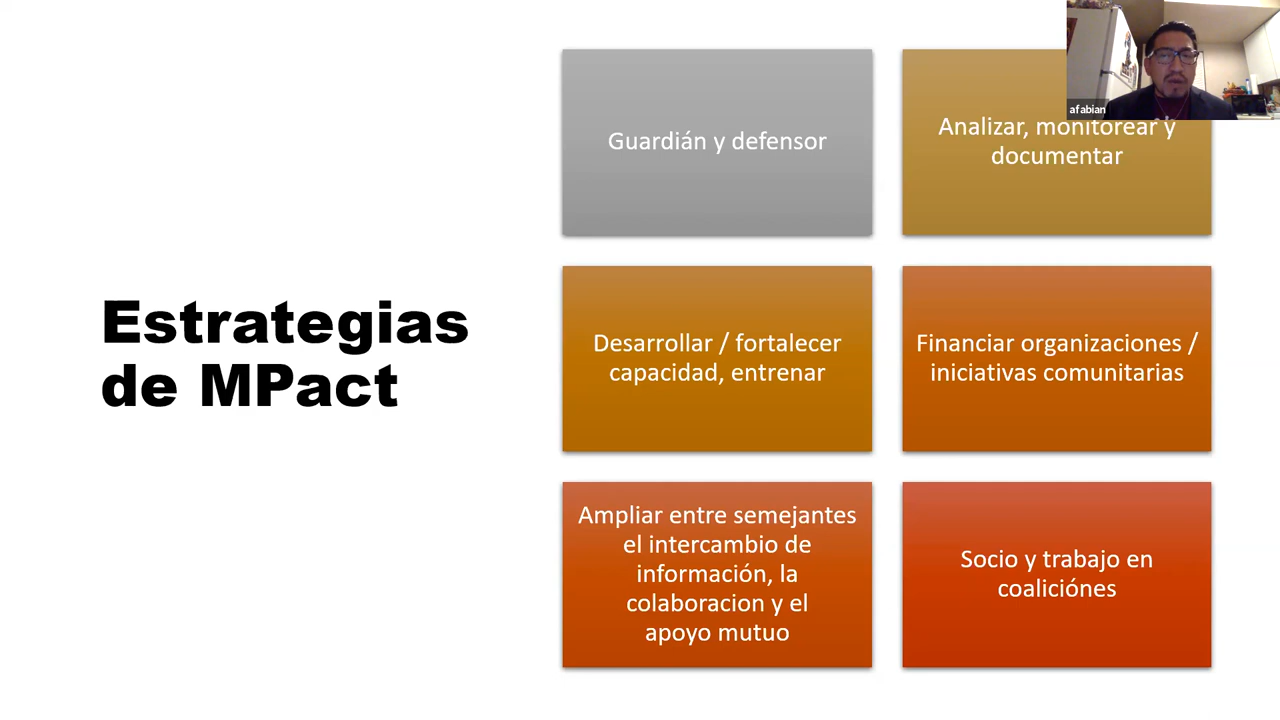 Estrategias
de MPact
Guardián y defensor
Analizar, monitorear y
documentar
Desarrollar / fortalecer
capacidad, entrenar
Financiar organizaciones /
iniciativas comunitarias
Ampliar entre semejantes
el intercambio de
información, la
colaboracion y el
apoyo mutuo
Socio y trabajo en
coaliciónes
afabian